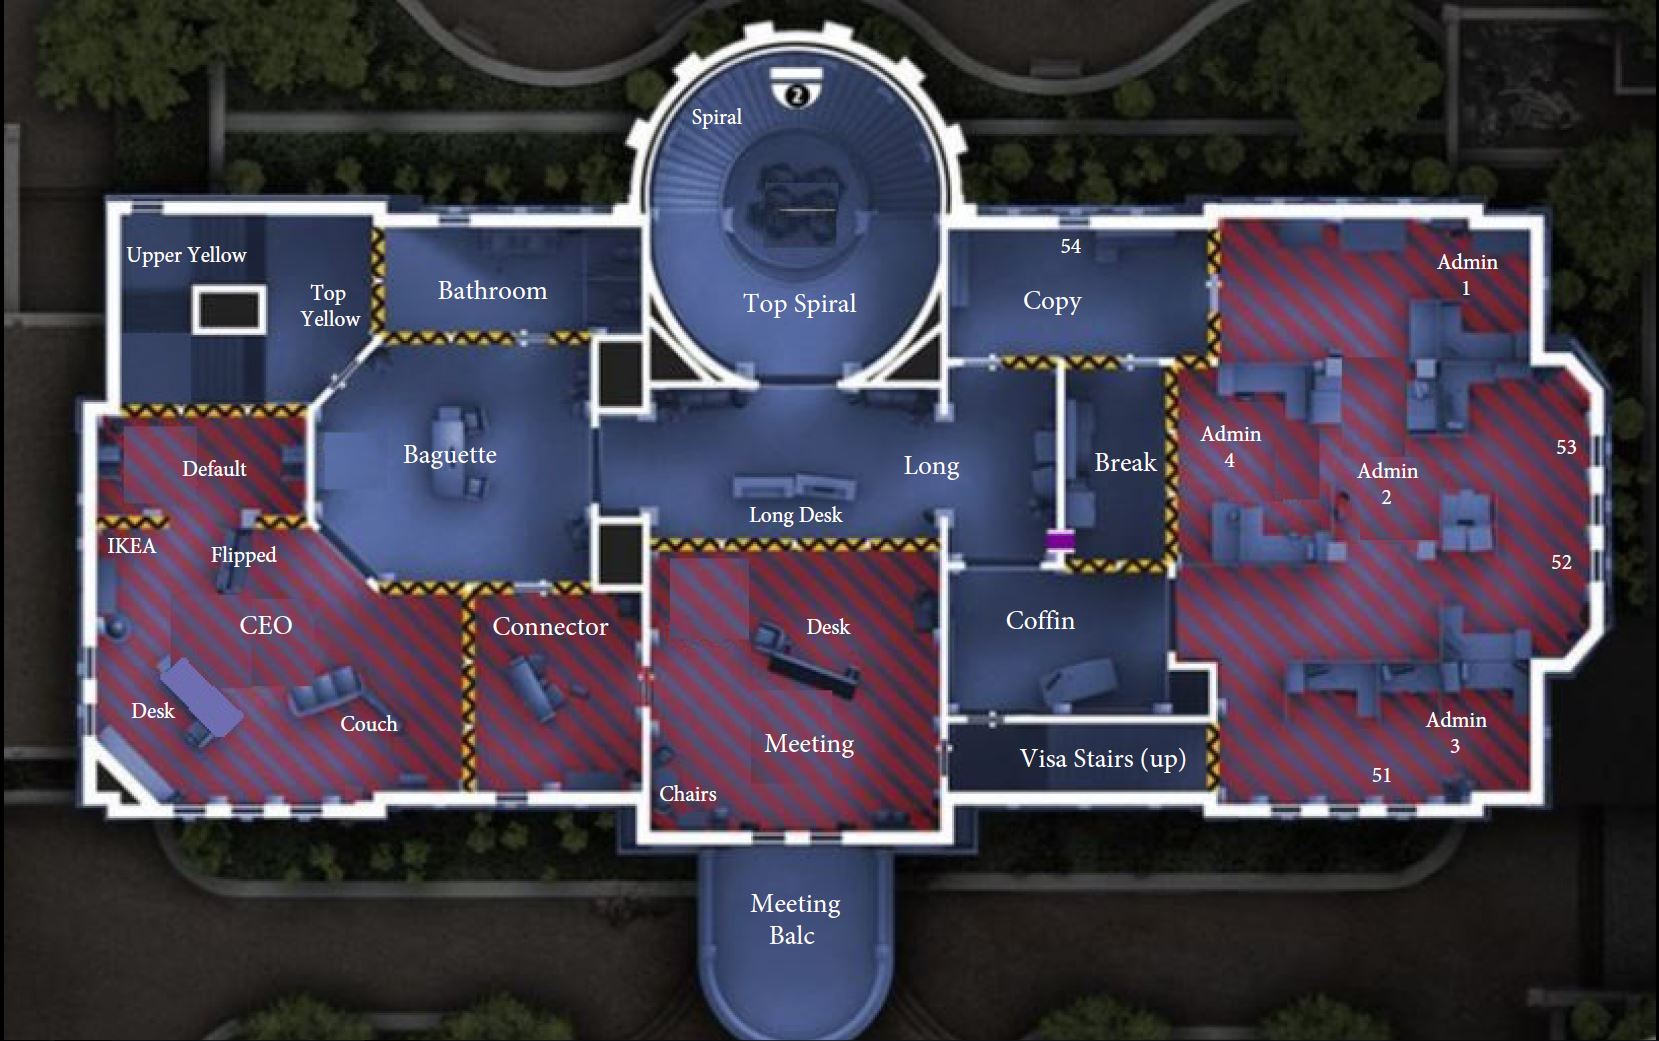 2
Spiral
Upper Yellow
Top
Yellow
Bathroom
Top Spiral
54
Copy
Admin
1
Default
Baguette
Long
Long Desk
Break
Admin
4
Admin
2
53
IKEA
Flipped
52
CEO
Connector
Desk
Coffin
Desk
Couch
Meeting
Visa Stairs (up)
Admin
3
51
Chairs
Meeting
Balc